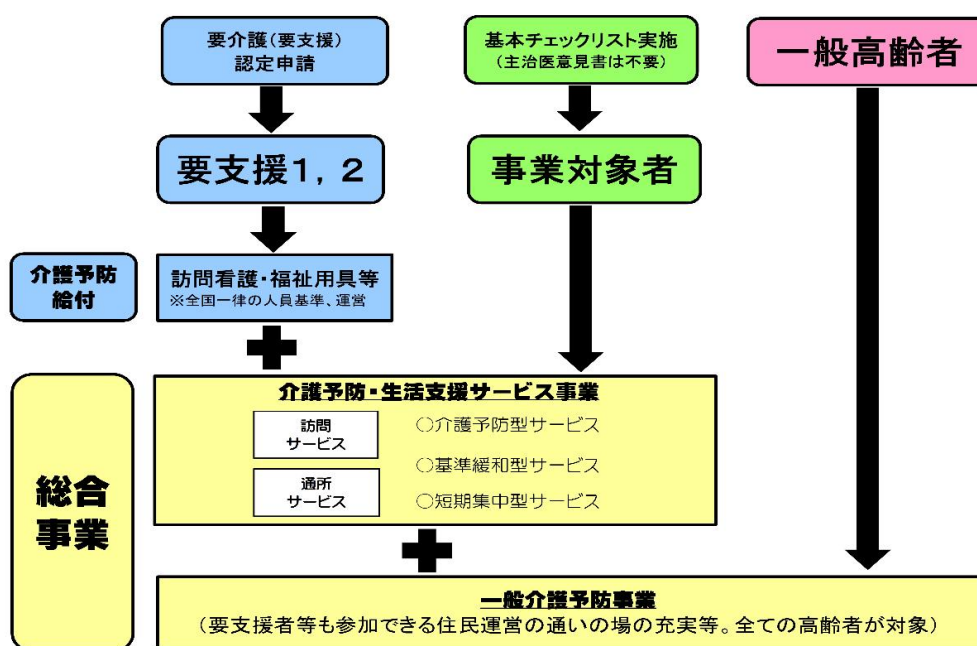 要介護(要支援)
認定申請
基本チェックリスト実施
(主治医意見書は不要)
一般高齢者
要支援1，2
事業対象者
介護予防
給付
訪問看護・福祉用具等
※全国一律の人員基準、運営
総合
事業
介護予防・生活支援サービス事業
訪問
サービス
○介護予防型サービス
○基準緩和型サービス
通所
サービス
○短期集中型サービス
一般介護予防事業
(要支援者等も参加できる住民運営の通いの場の充実等。全ての高齢者が対象)